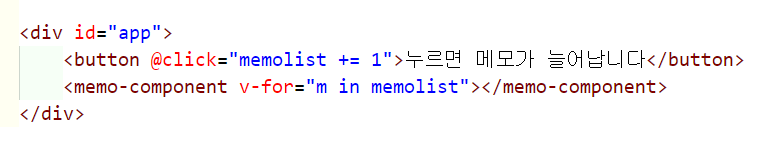 <div id="app">
<button @click="memolist += 1">누르면 메모가 늘어납니다</button>
<memo-component v-for="m in memolist"></memo-component>
</div>